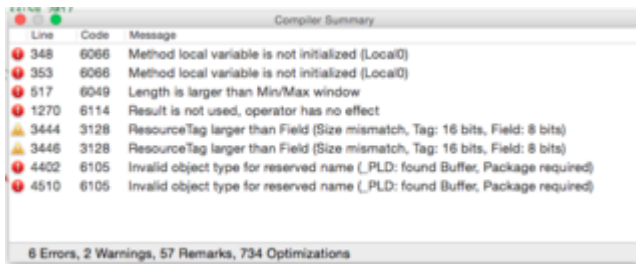 Compiler Summary
Line Code Message
348 6066 Method local variable is not initialized (Local0)
353 6066 Method local variable is not initialized (Local0)
517 6049 Length is larger than Min/Max window
1270 6114 Result is not used, operator has no effect
3444 3128 ResourceTag larger than Field (Size mismatch, Tag: 16 bits, Field: 8 bits)
3446 3128 ResourceTag larger than Field (Size mismatch, Tag: 16 bits, Field: 8 bits)
4402 6105 Invalid object type for reserved name (_PLD: found Buffer, Package required)
4510 6105 Invalid object type for reserved name (_PLD: found Buffer, Package required)
6 Errors, 2 Warnings, 57 Remarks, 734 Optimizations